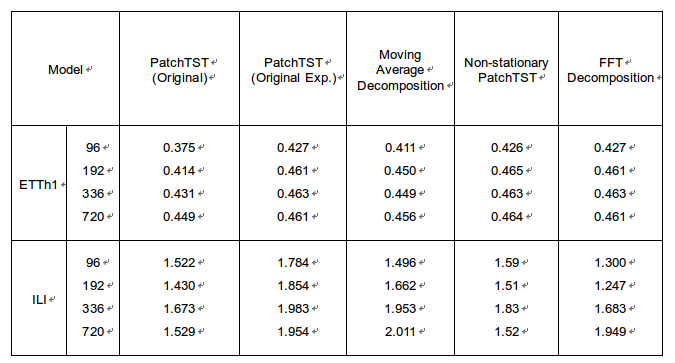 Model PatchTST (Original) PatchTST (Original Exp.) Moving Average Decomposition Non-stationary PatchTST FFT Decomposition
ETTh1 96 0.375 0.427 0.411 0.426 0.427
192 0.414 0.461 0.450 0.465 0.461
336 0.431 0.463 0.449 0.463 0.463
720 0.449 0.461 0.456 0.464 0.461
ILI 96 1.522 1.784 1.496 1.59 1.300
192 1.430 1.854 1.662 1.51 1.247
336 1.673 1.983 1.953 1.83 1.683
720 1.529 1.954 2.011 1.52 1.949